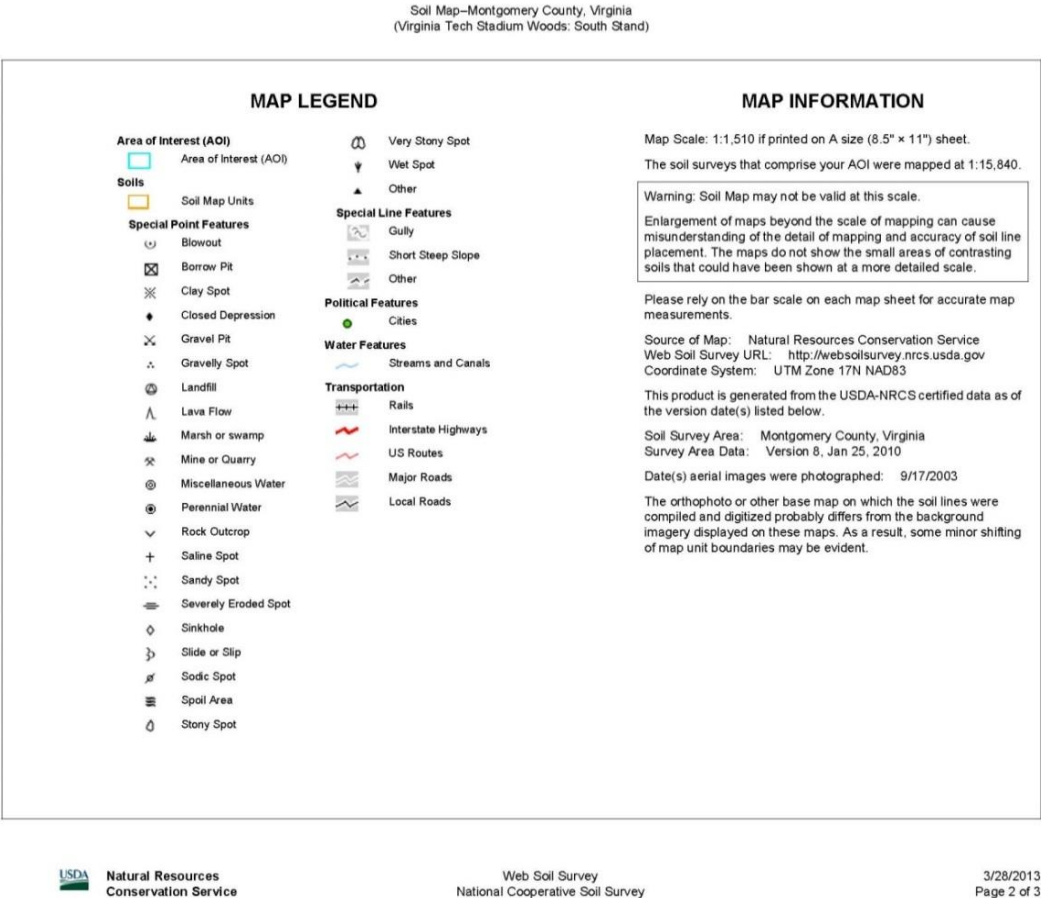 Soil Map–Montgomery County, Virginia
(Virginia Tech Stadium Woods: South Stand)
MAP LEGEND
Area of Interest (AOI)
Area of Interest (AOI)
Soils
Soil Map Units
Special Point Features
Blowout
Borrow Pit
Clay Spot
Closed Depression
Gravel Pit
Gravelly Spot
Landfill
Lava Flow
Marsh or swamp
Mine or Quarry
Miscellaneous Water
Perennial Water
Rock Outcrop
Saline Spot
Sandy Spot
Severely Eroded Spot
Sinkhole
Slide or Slip
Sodic Spot
Spoil Area
Stony Spot
Very Stony Spot
Wet Spot
Other
Special Line Features
Gully
Short Steep Slope
Other
Political Features
Cities
Water Features
Streams and Canals
Transportation
Rails
Interstate Highways
US Routes
Major Roads
Local Roads
MAP INFORMATION
Map Scale: 1:1,510 if printed on A size (8.5" × 11") sheet.
The soil surveys that comprise your AOI were mapped at 1:15,840.
Warning: Soil Map may not be valid at this scale.
Enlargement of maps beyond the scale of mapping can cause
misunderstanding of the detail of mapping and accuracy of soil line
placement. The maps do not show the small areas of contrasting
soils that could have been shown at a more detailed scale.
Please rely on the bar scale on each map sheet for accurate map
measurements.
Source of Map: Natural Resources Conservation Service
Web Soil Survey URL: http://websoilsurvey.nrcs.usda.gov
Coordinate System: UTM Zone 17N NAD83
This product is generated from the USDA-NRCS certified data as of
the version date(s) listed below.
Soil Survey Area: Montgomery County, Virginia
Survey Area Data: Version 8, Jan 25, 2010
Date(s) aerial images were photographed: 9/17/2003
The orthophoto or other base map on which the soil lines were
compiled and digitized probably differs from the background
imagery displayed on these maps. As a result, some minor shifting
of map unit boundaries may be evident.
USDA
Natural Resources
Conservation Service
Web Soil Survey
National Cooperative Soil Survey
3/28/2013
Page 2 of 3